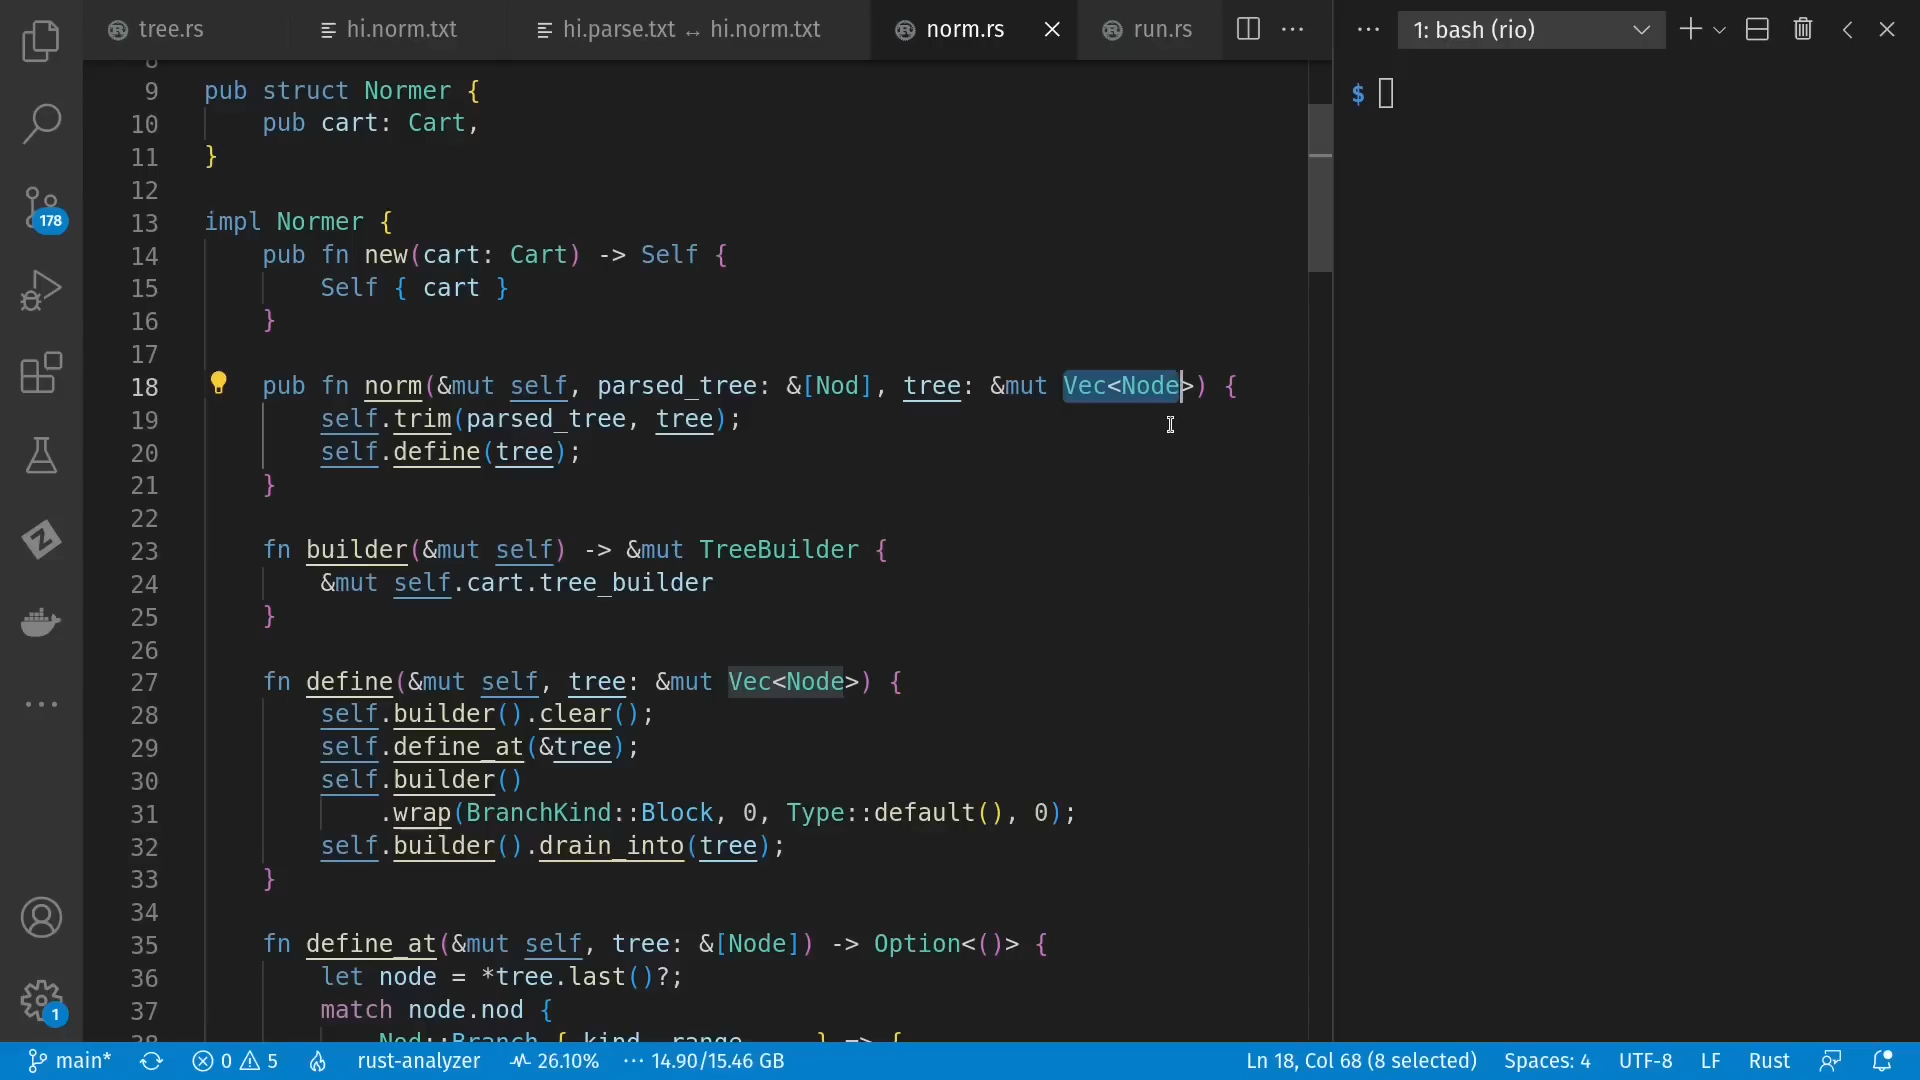 tree.rs
hi.norm.txt
hi.parse.txt ↔ hi.norm.txt
norm.rs
run.rs
1: bash (rio)
$
178
1
8
9 pub struct Normer {
10     pub cart: Cart,
11 }
12
13 impl Normer {
14     pub fn new(cart: Cart) -> Self {
15         Self { cart }
16     }
17
18     pub fn norm(&mut self, parsed_tree: &[Nod], tree: &mut Vec<Node>) {
19         self.trim(parsed_tree, tree);
20         self.define(tree);
21     }
22
23     fn builder(&mut self) -> &mut TreeBuilder {
24         &mut self.cart.tree_builder
25     }
26
27     fn define(&mut self, tree: &mut Vec<Node>) {
28         self.builder().clear();
29         self.define_at(&tree);
30         self.builder()
31             .wrap(BranchKind::Block, 0, Type::default(), 0);
32         self.builder().drain_into(tree);
33     }
34
35     fn define_at(&mut self, tree: &[Node]) -> Option<()> {
36         let node = *tree.last()?;
37         match node.nod {
38             Nod::Branch { kind, range, .. } => {
main* 0 5 rust-analyzer 26.10% 14.90/15.46 GB Ln 18, Col 68 (8 selected) Spaces: 4 UTF-8 LF Rust